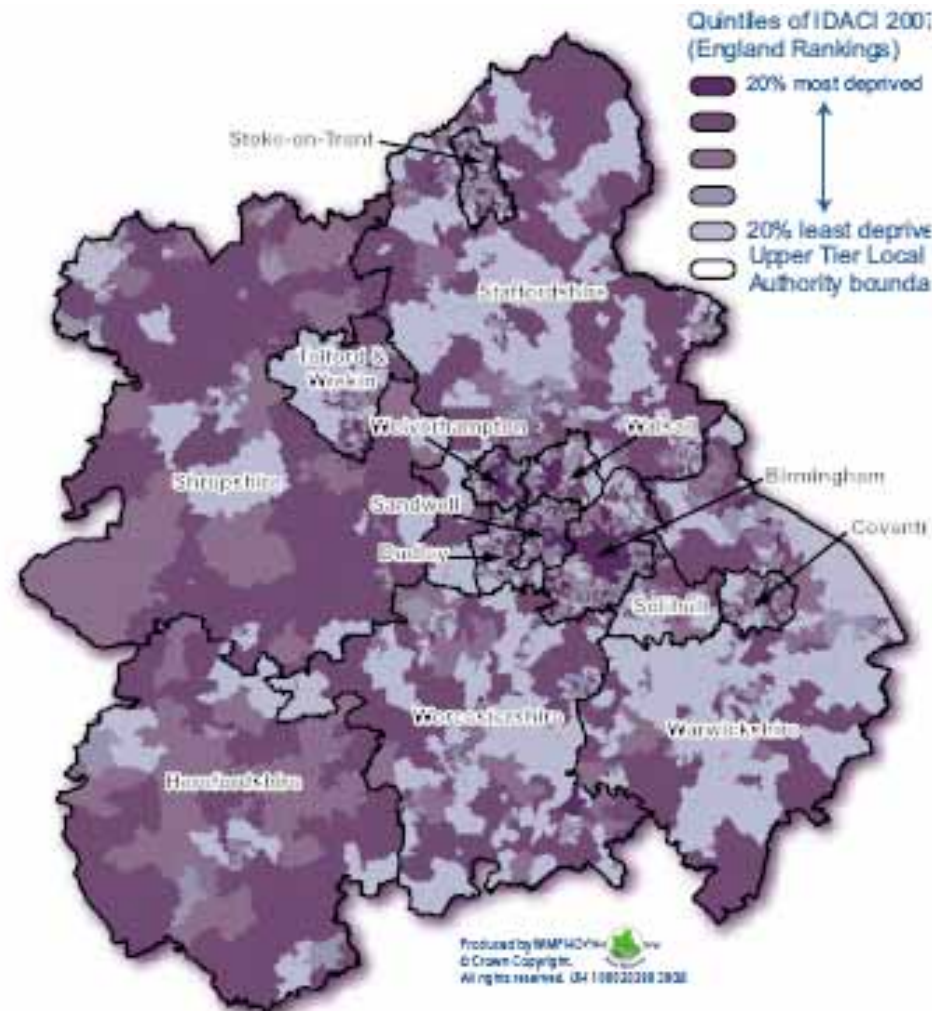 Quintiles of IDACI 2007
(England Rankings)
20% most deprived
20% least deprive
Upper Tier Local
Authority bounda
Stoke-on-Trent
Staffordshire
Telford &
Wrekin
Wolverhampton
Walsall
Shropshire
Birmingham
Sandwell
Coventr
Dudley
Solihull
Worcestershire
Warwickshire
Herefordshire
Produced by
© Crown Copyright.
All rights reserved.